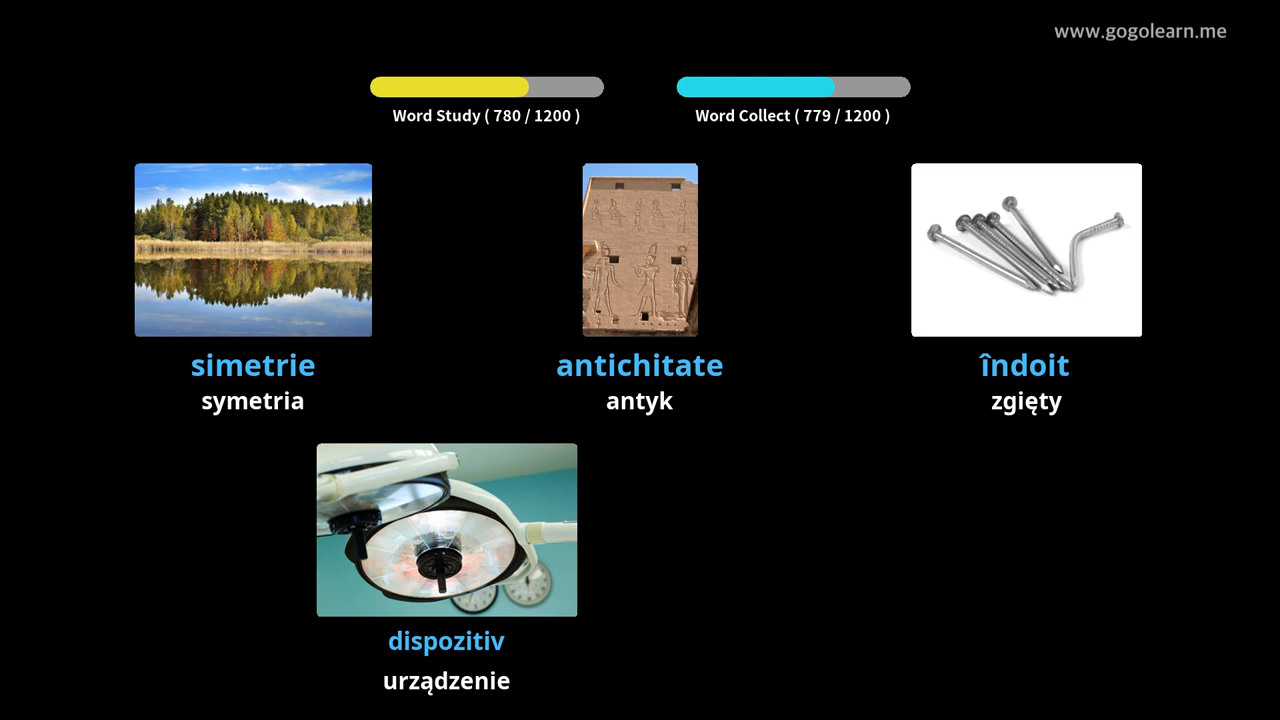 www.gogolearn.me
Word Study ( 780 / 1200 )
Word Collect ( 779 / 1200 )
simetrie
symetria
antichitate
antyk
îndoit
zgięty
dispozitiv
urządzenie